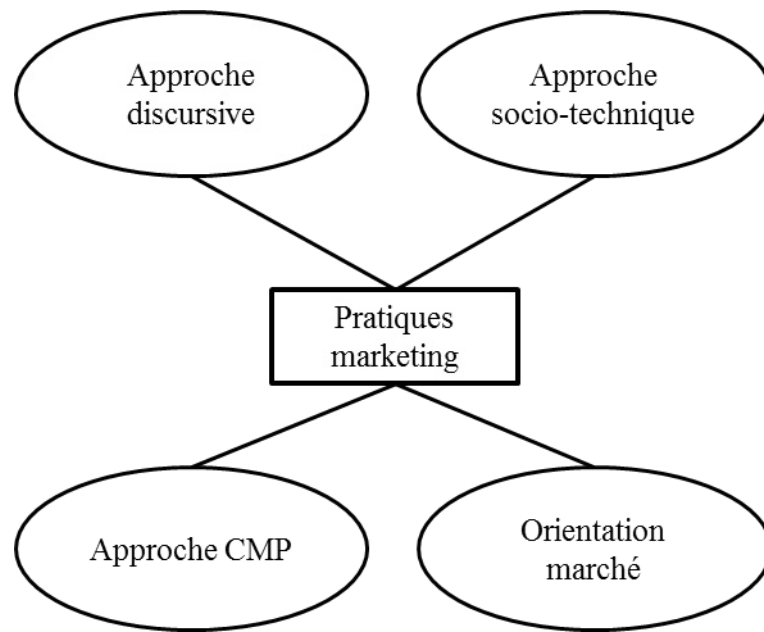 Approche
discursive
Approche
socio-technique
Pratiques
marketing
Approche CMP
Orientation
marché